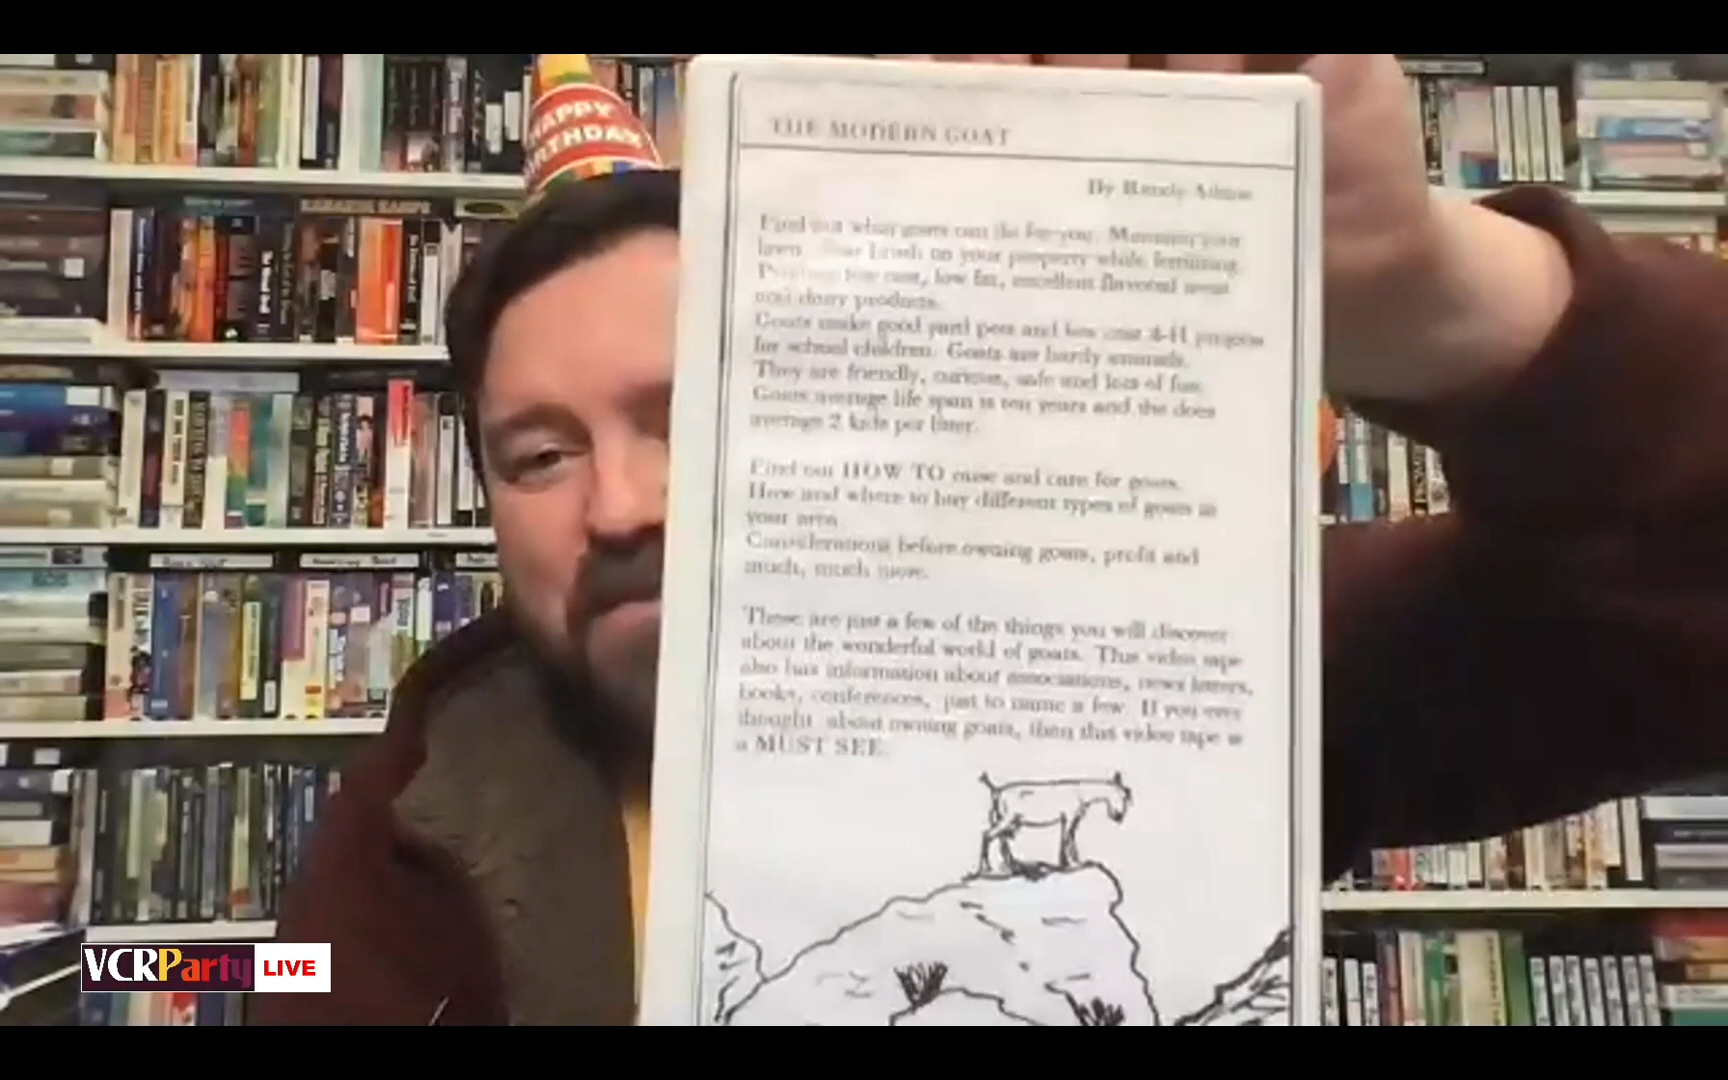 HAPPY
BIRTHDAY
THE MODERN GOAT
By Randy
Find out what goats can do for you. your
lawn. brush on your property while fertilizing.
low cost, low fat, excellent flavored meat
and dairy products.
Goats make good yard pets and low cost 4-H projects
for school children. Goats are hardy animals.
They are friendly, curious, safe and lots of fun.
Goats average life span is ten years and the does
average 2 kids per litter.
Find out HOW TO raise and care for goats.
How and where to buy different types of goats in
your area.
Considerations before owning goats, profit and
much, much more.
These are just a few of the things you will discover
about the wonderful world of goats. This video tape
also has information about associations, news letters,
books, conferences, just to name a few. If you ever
thought about owning goats, then this video tape is
a MUST SEE.
VCRParty LIVE